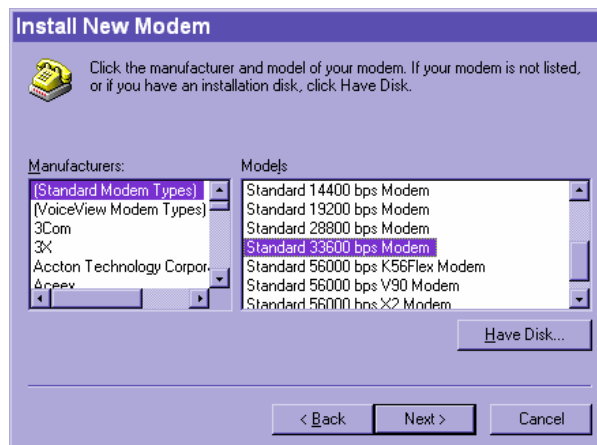 Install New Modem
Click the manufacturer and model of your modem. If your modem is not listed,
or if you have an installation disk, click Have Disk.
Manufacturers:
(Standard Modem Types)
(VoiceView Modem Types)
3Com
3X
Accton Technology Corpor
Aceex
Models
Standard 14400 bps Modem
Standard 19200 bps Modem
Standard 28800 bps Modem
Standard 33600 bps Modem
Standard 56000 bps K56Flex Modem
Standard 56000 bps V90 Modem
Standard 56000 bps X2 Modem
Have Disk...
< Back
Next >
Cancel